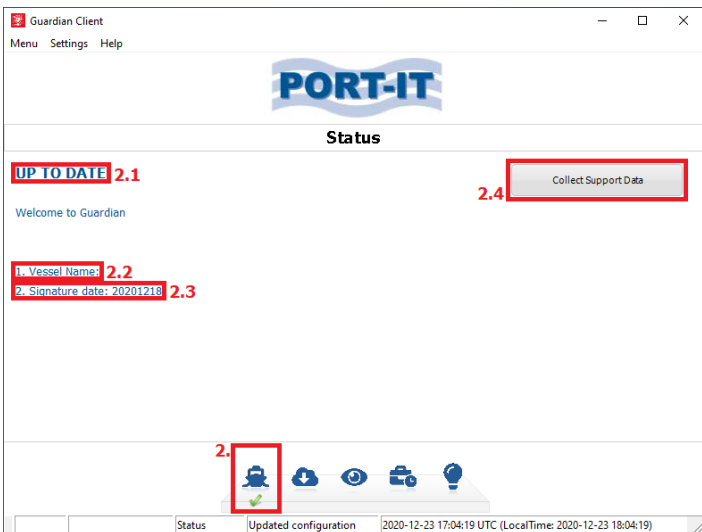 Guardian Client
Menu Settings Help
PORT-IT
Status
UP TO DATE 2.1
2.4 Collect Support Data
Welcome to Guardian
1. Vessel Name: 2.2
2. Signature date: 20201218 2.3
2.
Status Updated configuration 2020-12-23 17:04:19 UTC (LocalTime: 2020-12-23 18:04:19)